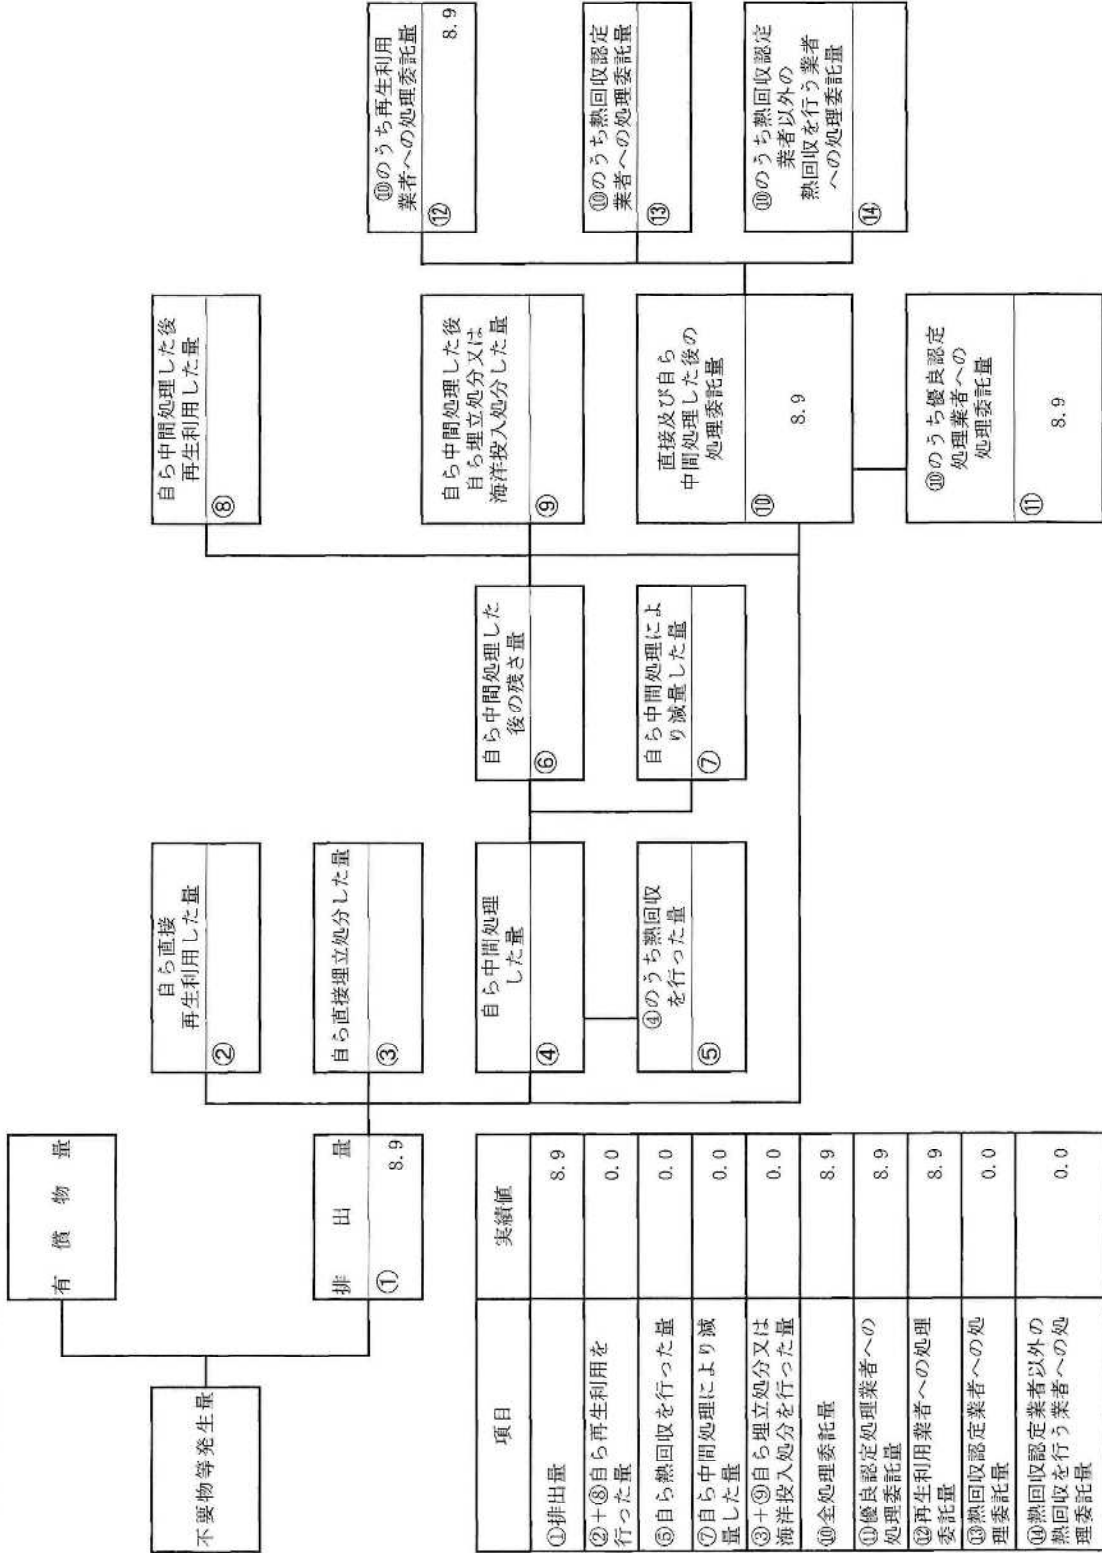 不要物等発生量
有償物量
排出量
① 8.9
自ら直接
再生利用した量
②
自ら直接埋立処分した量
③
自ら中間処理
した量
④
④のうち熱回収
を行った量
⑤
自ら中間処理した
後の残さ量
⑥
自ら中間処理によ
り減量した量
⑦
自ら中間処理した後
再生利用した量
⑧
自ら中間処理した後
自ら埋立処分又は
海洋投入処分した量
⑨
直接及び自ら
中間処理した後の
処理委託量
⑩
8.9
⑩のうち優良認定
処理業者への
処理委託量
⑪
8.9
⑩のうち再生利用
業者への処理委託量
⑫ 8.9
⑩のうち熱回収認定
業者への処理委託量
⑬
⑩のうち熱回収認定
業者以外の
熱回収を行う業者
への処理委託量
⑭
項目 実績値
①排出量 8.9
②+⑧自ら再生利用を
行った量 0.0
⑤自ら熱回収を行った量 0.0
⑦自ら中間処理により減
量した量 0.0
③+⑨自ら埋立処分又は
海洋投入処分を行った量 0.0
⑩全処理委託量 8.9
⑪優良認定処理業者への
処理委託量 8.9
⑫再生利用業者への処理
委託量 8.9
⑬熱回収認定業者への処
理委託量 0.0
⑭熱回収認定業者以外の
熱回収を行う業者への処
理委託量 0.0